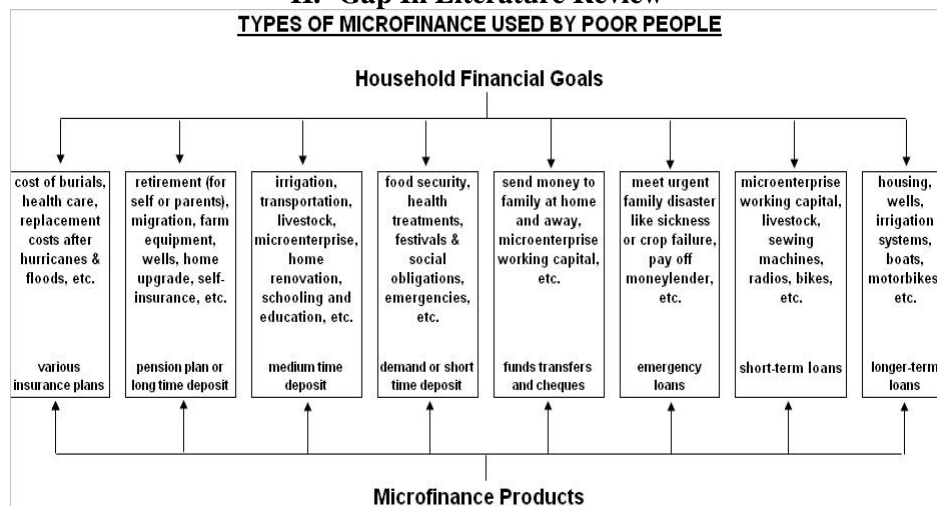 II. Gap In Literature Review
TYPES OF MICROFINANCE USED BY POOR PEOPLE
Household Financial Goals
cost of burials,
health care,
replacement
costs after
hurricanes &
floods, etc.
various
insurance plans
retirement (for
self or parents),
migration, farm
equipment,
wells, home
upgrade, self-
insurance, etc.
pension plan or
long time deposit
irrigation,
transportation,
livestock,
microenterprise,
home
renovation,
schooling and
education, etc.
medium time
deposit
food security,
health
treatments,
festivals &
social
obligations,
emergencies,
etc.
demand or short
time deposit
send money to
family at home
and away,
microenterprise
working capital,
etc.
funds transfers
and cheques
meet urgent
family disaster
like sickness
or crop failure,
pay off
moneylender,
etc.
emergency
loans
microenterprise
working capital,
livestock,
sewing
machines,
radios, bikes,
etc.
short-term loans
housing,
wells,
irrigation
systems,
boats,
motorbikes,
etc.
longer-term
loans
Microfinance Products